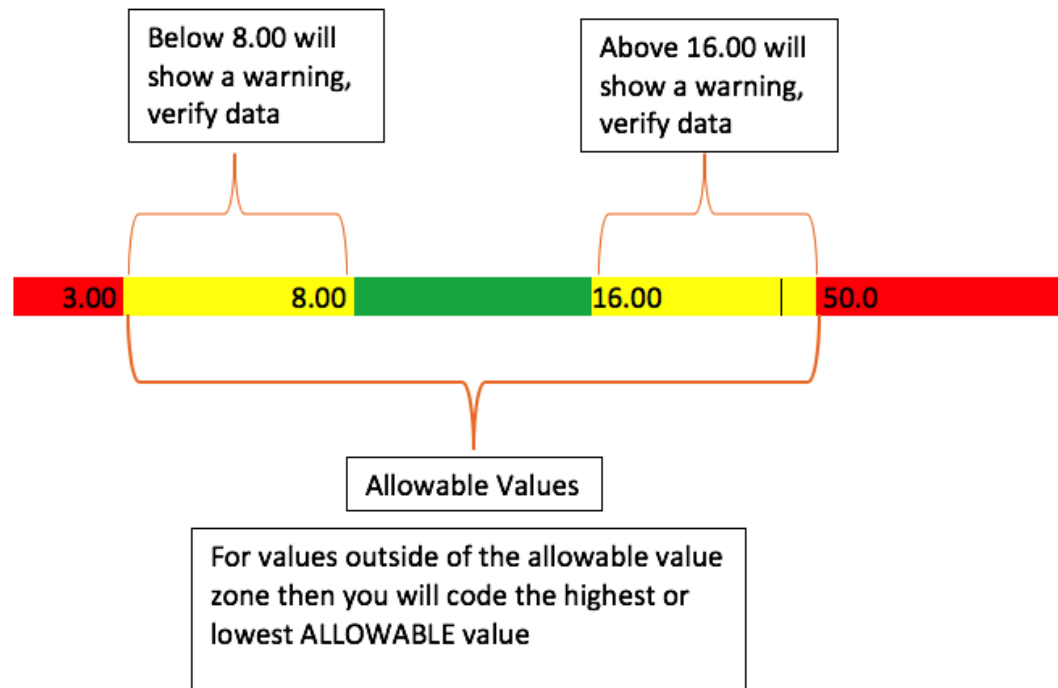 Below 8.00 will
show a warning,
verify data
Above 16.00 will
show a warning,
verify data
3.00
8.00
16.00
50.0
Allowable Values
For values outside of the allowable value
zone then you will code the highest or
lowest ALLOWABLE value